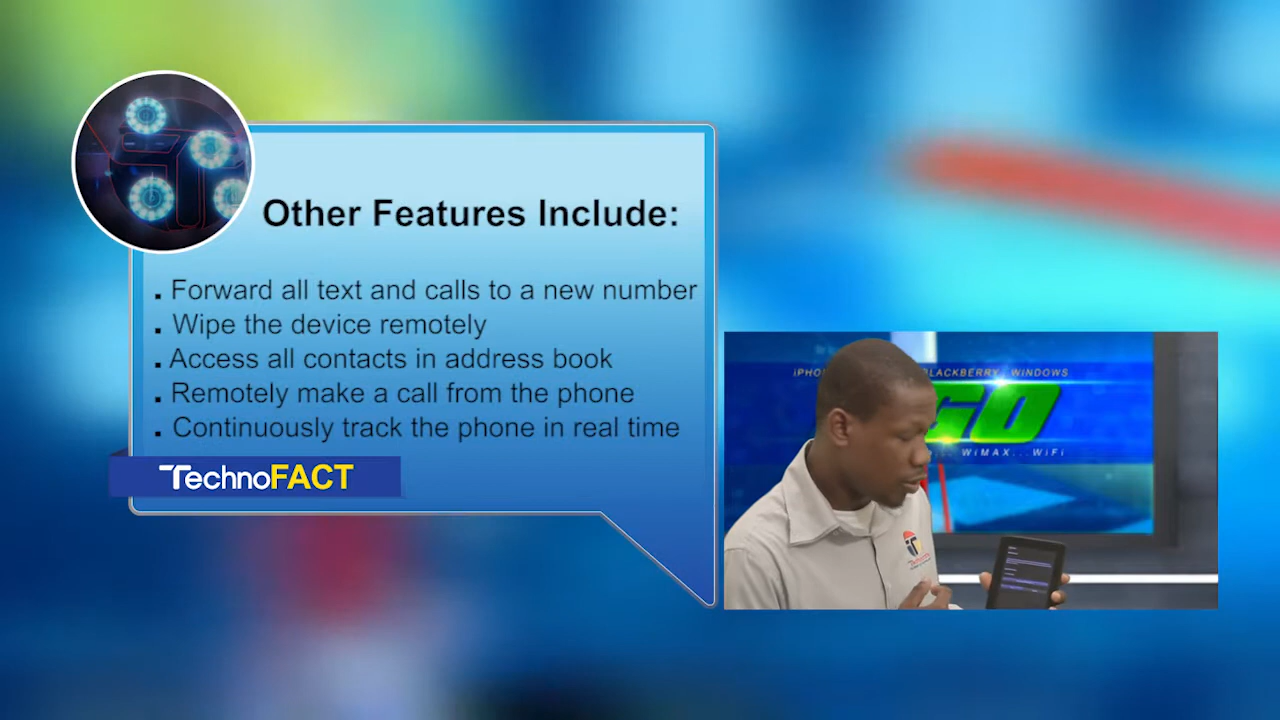 Other Features Include:
. Forward all text and calls to a new number
. Wipe the device remotely
. Access all contacts in address book
. Remotely make a call from the phone
. Continuously track the phone in real time
TechnoFACT
BLACKBERRY. WINDOWS
GO
WiMAX...WiFi